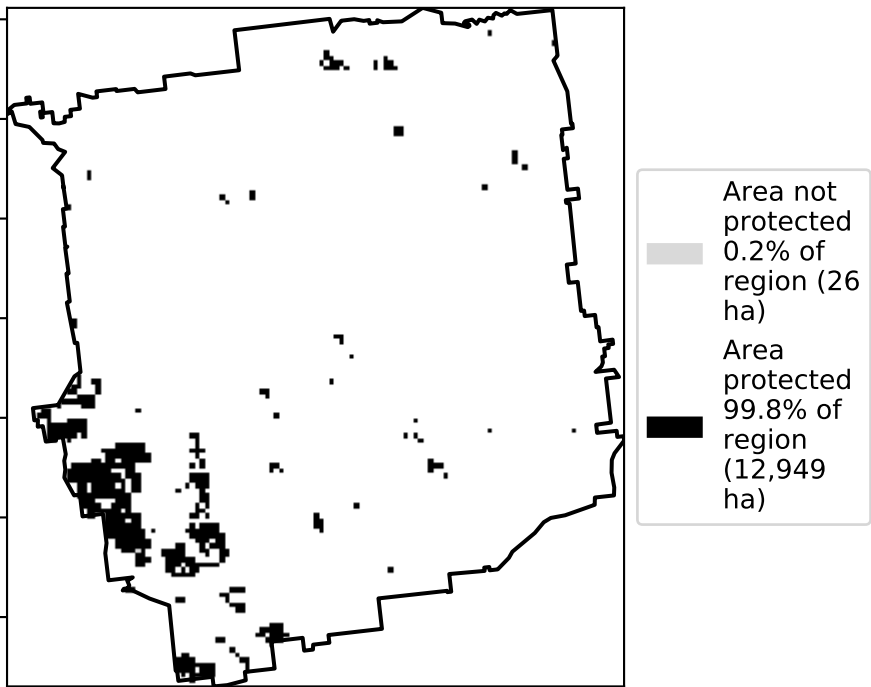 Area not
protected
0.2% of
region (26
ha)
Area
protected
99.8% of
region
(12,949
ha)